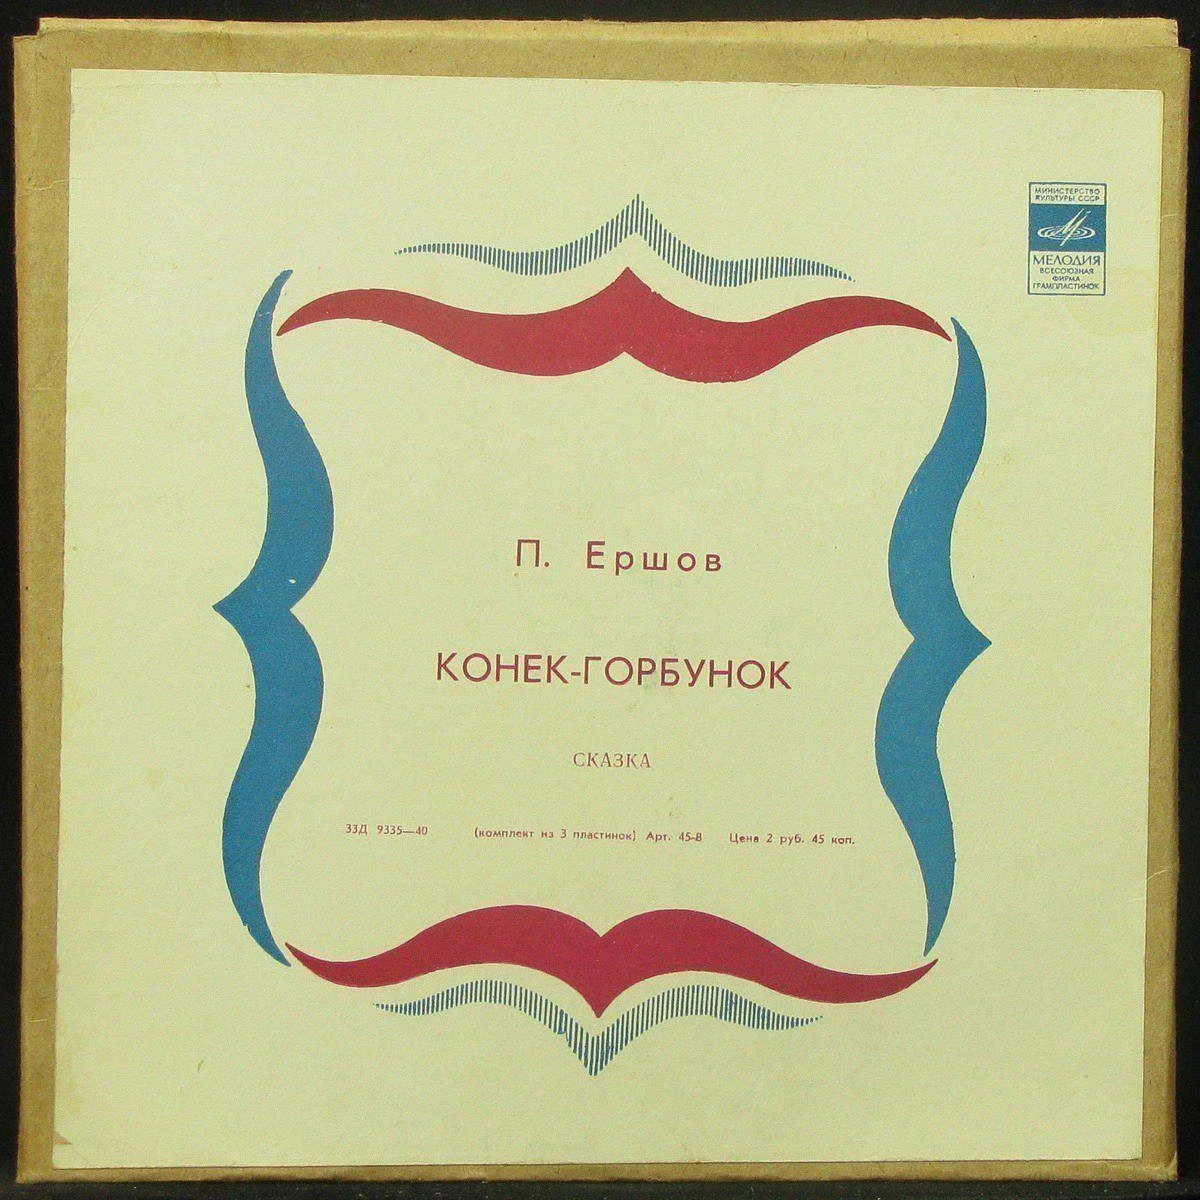 МИНИСТЕРСТВО
КУЛЬТУРЫ СССР
МЕЛОДИЯ
ВСЕСОЮЗНАЯ
ФИРМА
ГРАМПЛАСТИНОК
П. Ершов
КОНЕК-ГОРБУНОК
СКАЗКА
33Д 9335—40 (комплект из 3 пластинок) Арт. 45-8 Цена 2 руб. 45 коп.